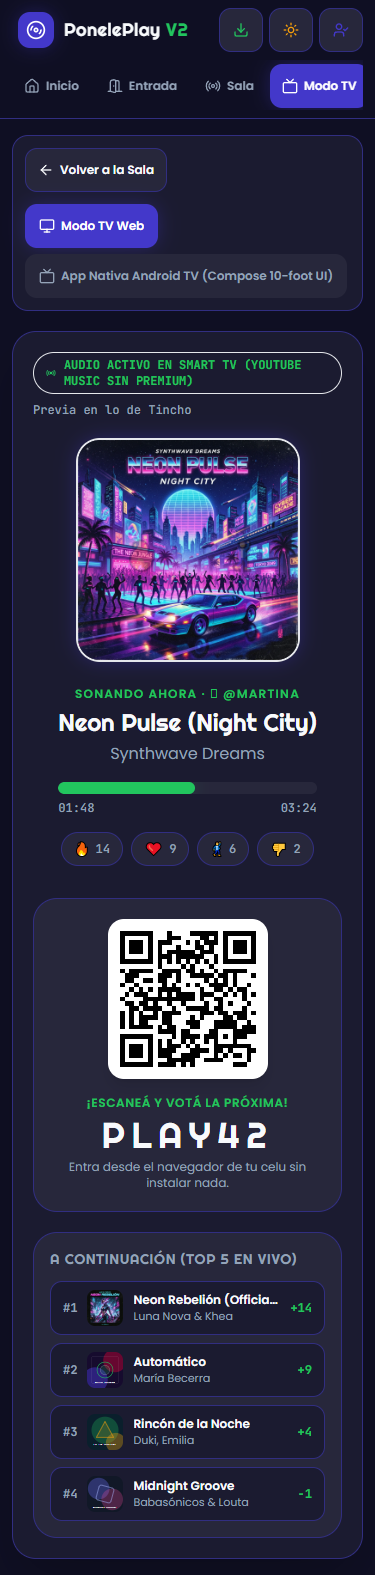 PonelePlay V2
Inicio
Entrada
Sala
Modo TV
Volver a la Sala
Modo TV Web
App Nativa Android TV (Compose 10-foot UI)
AUDIO ACTIVO EN SMART TV (YOUTUBE
MUSIC SIN PREMIUM)
Previa en lo de Tincho
SYNTHWAVE DREAMS
NEON PULSE
NIGHT CITY
SONANDO AHORA · @MARTINA
Neon Pulse (Night City)
Synthwave Dreams
01:48 03:24
14 9 6 2
¡ESCANEÁ Y VOTÁ LA PRÓXIMA!
PLAY42
Entra desde el navegador de tu celu sin
instalar nada.
A CONTINUACIÓN (TOP 5 EN VIVO)
#1 Neon Rebelión (Officia... +14
Luna Nova & Khea
#2 Automático +9
María Becerra
#3 Rincón de la Noche +4
Duki, Emilia
#4 Midnight Groove -1
Babasónicos & Louta